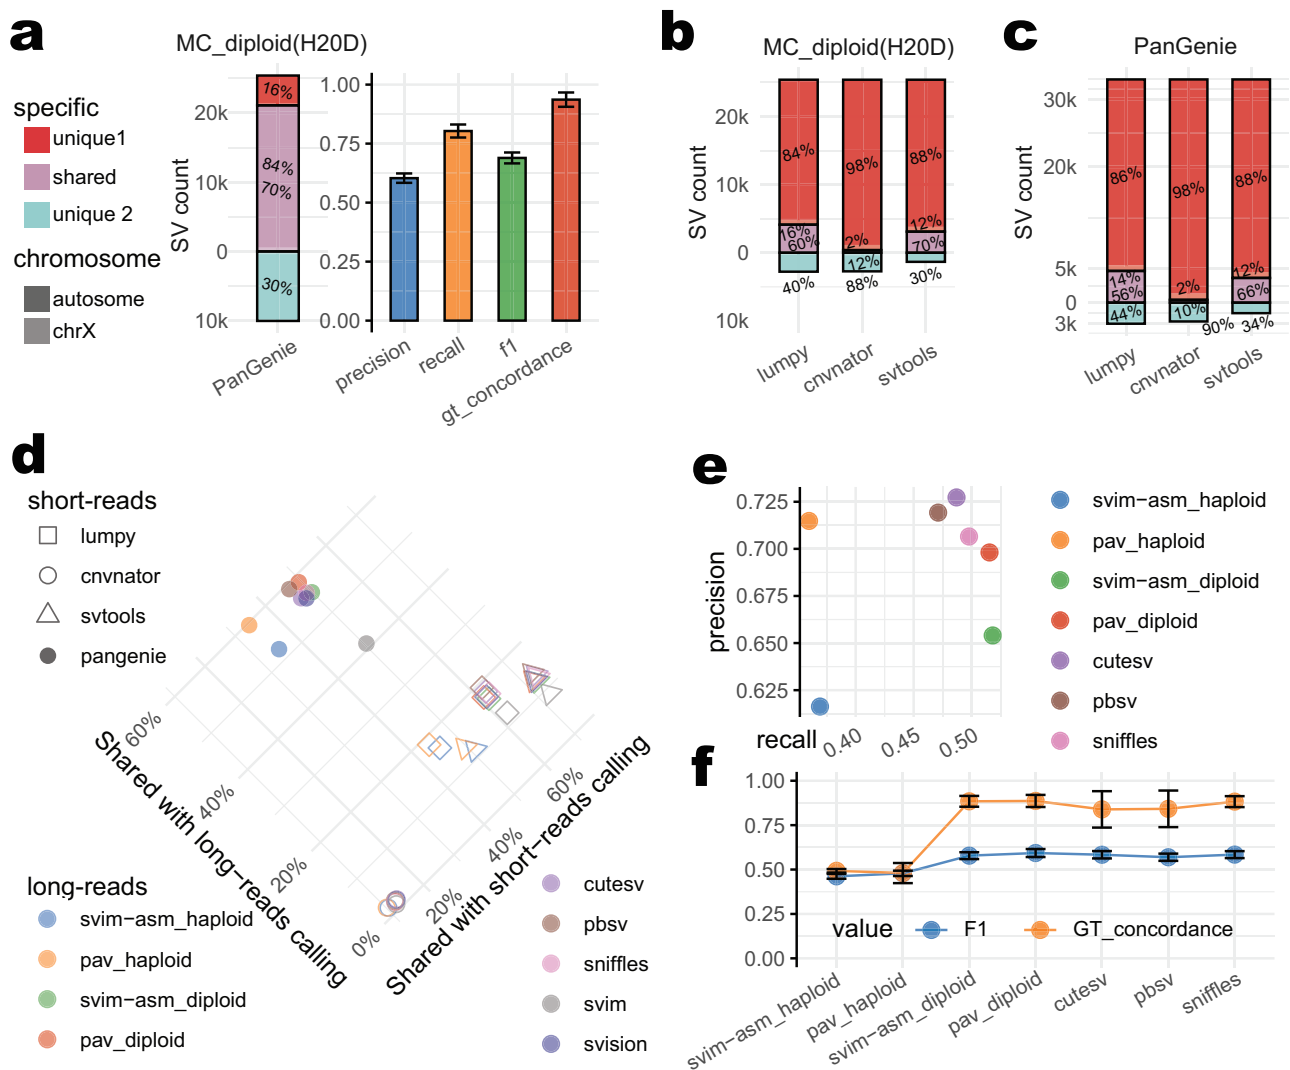 a
MC_diploid(H20D)
specific
unique1
shared
unique 2
chromosome
autosome
chrX
SV count
20k
10k
0
10k
16%
84%
70%
30%
PanGenie
1.00
0.75
0.50
0.25
0.00
precision
recall
f1
gt_concordance
b
MC_diploid(H20D)
SV count
20k
10k
0
10k
84%
16%
60%
40%
98%
2%
12%
88%
88%
12%
70%
30%
lumpy
cnvnator
svtools
c
PanGenie
SV count
30k
20k
5k
0
3k
86%
14%
56%
44%
98%
2%
10%
90%
88%
12%
66%
34%
lumpy
cnvnator
svtools
d
short-reads
lumpy
cnvnator
svtools
pangenie
60%
40%
20%
0%
Shared with long−reads calling
20%
40%
60%
Shared with short−reads calling
long-reads
svim−asm_haploid
pav_haploid
svim−asm_diploid
pav_diploid
cutesv
pbsv
sniffles
svim
svision
e
precision
0.725
0.700
0.675
0.650
0.625
recall
0.40
0.45
0.50
svim−asm_haploid
pav_haploid
svim−asm_diploid
pav_diploid
cutesv
pbsv
sniffles
f
1.00
0.75
0.50
0.25
0.00
value
F1
GT_concordance
svim−asm_haploid
pav_haploid
svim−asm_diploid
pav_diploid
cutesv
pbsv
sniffles